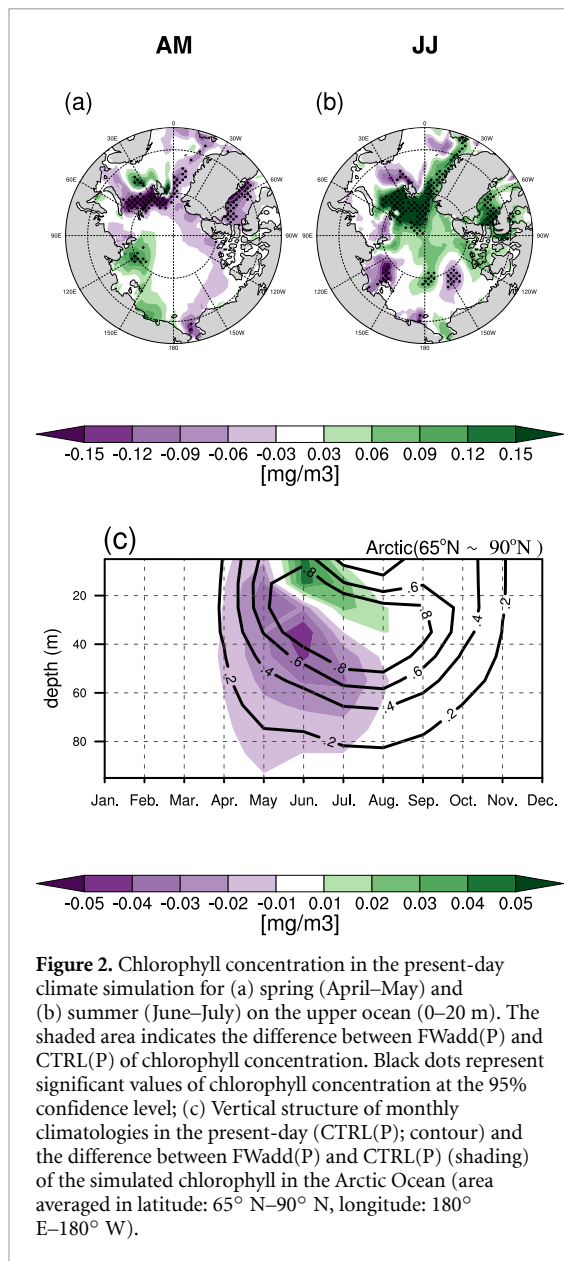 AM JJ
(a) (b)
0 0
30E 30W 30E 30W
60E 60W 60E 60W
90E 90W 90E 90W
120E 120W 120E 120W
150E 150W 150E 150W
180 180
-0.15 -0.12 -0.09 -0.06 -0.03 0.03 0.06 0.09 0.12 0.15
[mg/m3]
(c) Arctic(65°N ~ 90°N )
20
40
60
80
depth (m)
.8 .6 .8 .2 .4 .6 .8 .6 .4 .2 .4 .2 .2
Jan. Feb. Mar. Apr. May Jun. Jul. Aug. Sep. Oct. Nov. Dec.
-0.05 -0.04 -0.03 -0.02 -0.01 0.01 0.02 0.03 0.04 0.05
[mg/m3]
Figure 2. Chlorophyll concentration in the present-day
climate simulation for (a) spring (April–May) and
(b) summer (June–July) on the upper ocean (0–20 m). The
shaded area indicates the difference between FWadd(P) and
CTRL(P) of chlorophyll concentration. Black dots represent
significant values of chlorophyll concentration at the 95%
confidence level; (c) Vertical structure of monthly
climatologies in the present-day (CTRL(P); contour) and
the difference between FWadd(P) and CTRL(P) (shading)
of the simulated chlorophyll in the Arctic Ocean (area
averaged in latitude: 65° N–90° N, longitude: 180°
E–180° W).